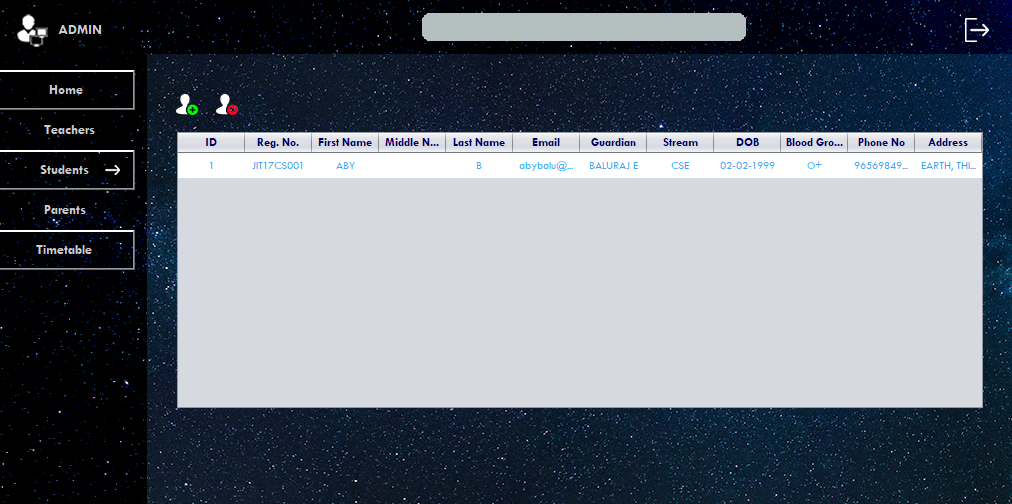 ADMIN
Home
Teachers
Students
Parents
Timetable
ID Reg. No. First Name Middle N... Last Name Email Guardian Stream DOB Blood Gro... Phone No Address
1 JIT17CS001 ABY B abybalu@... BALURAJ E CSE 02-02-1999 O+ 96569849... EARTH, THI...